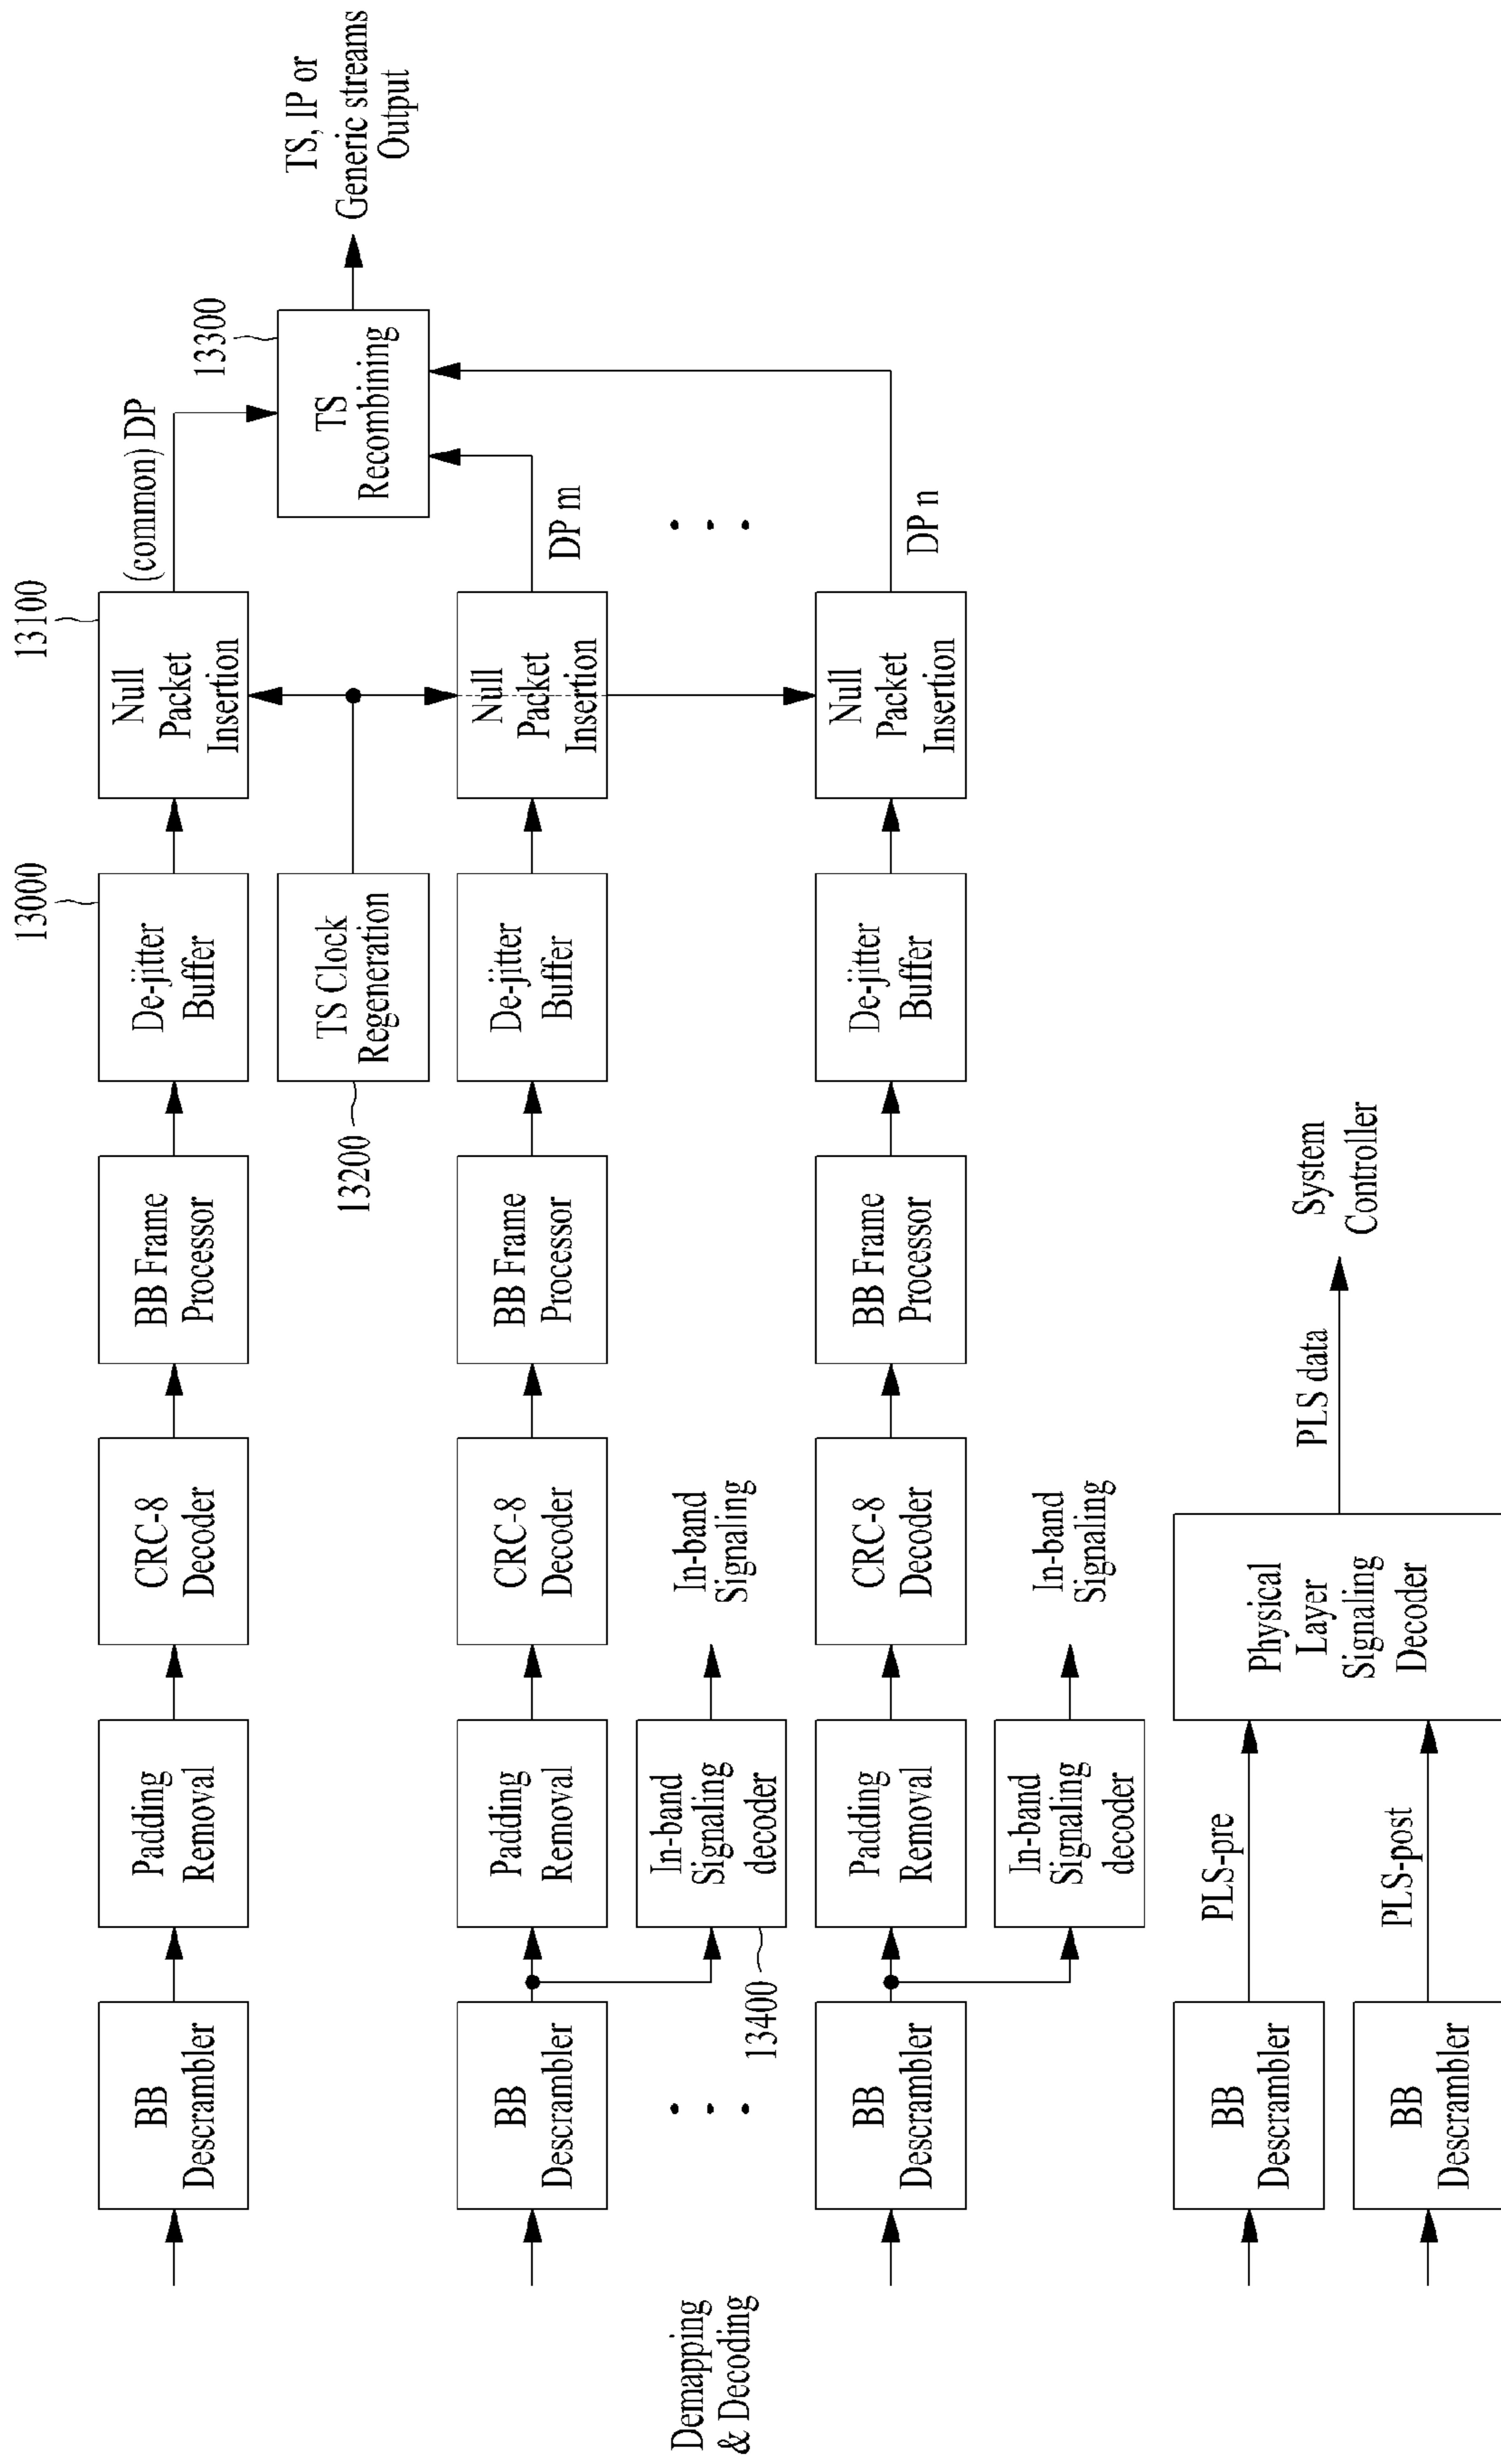 Demapping
& Decoding
BB
Descrambler
Padding
Removal
CRC-8
Decoder
BB Frame
Processor
De-jitter
Buffer
13000
Null
Packet
Insertion
13100
(common) DP
TS Clock
Regeneration
13200
TS
Recombining
13300
TS, IP or
Generic streams
Output
BB
Descrambler
Padding
Removal
CRC-8
Decoder
BB Frame
Processor
De-jitter
Buffer
Null
Packet
Insertion
DP m
13400
In-band
Signaling
decoder
In-band
Signaling
BB
Descrambler
Padding
Removal
CRC-8
Decoder
BB Frame
Processor
De-jitter
Buffer
Null
Packet
Insertion
DP n
In-band
Signaling
decoder
In-band
Signaling
BB
Descrambler
PLS-pre
BB
Descrambler
PLS-post
Physical
Layer
Signaling
Decoder
PLS data
System
Controller